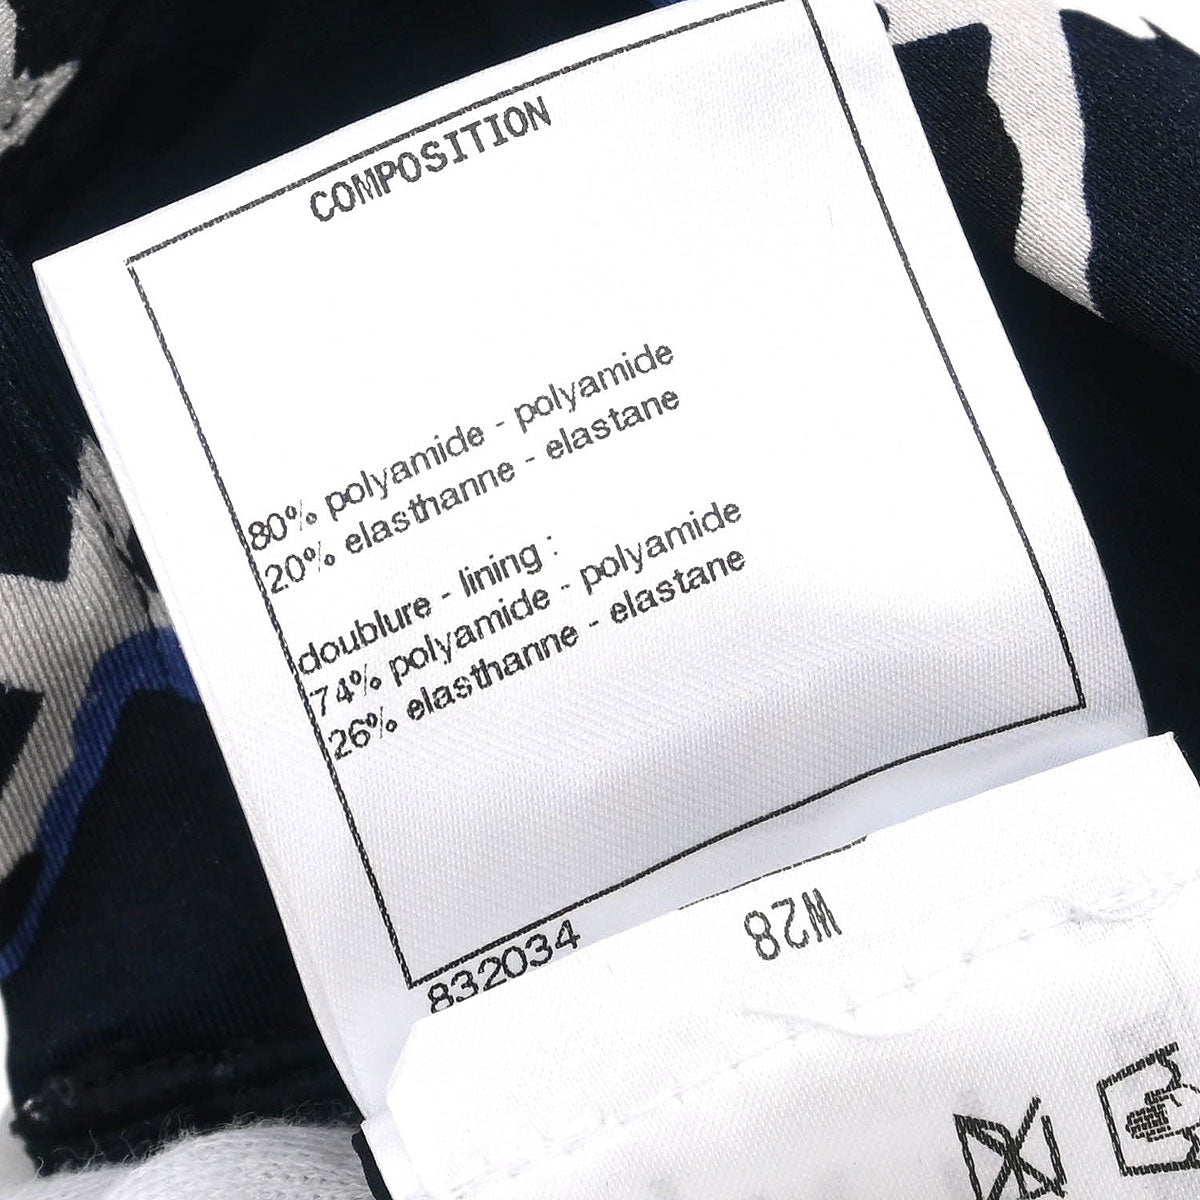 COMPOSITION
80% polyamide - polyamide
20% elasthanne - elastane
doublure - lining :
74% polyamide - polyamide
26% elasthanne - elastane
832034
W28